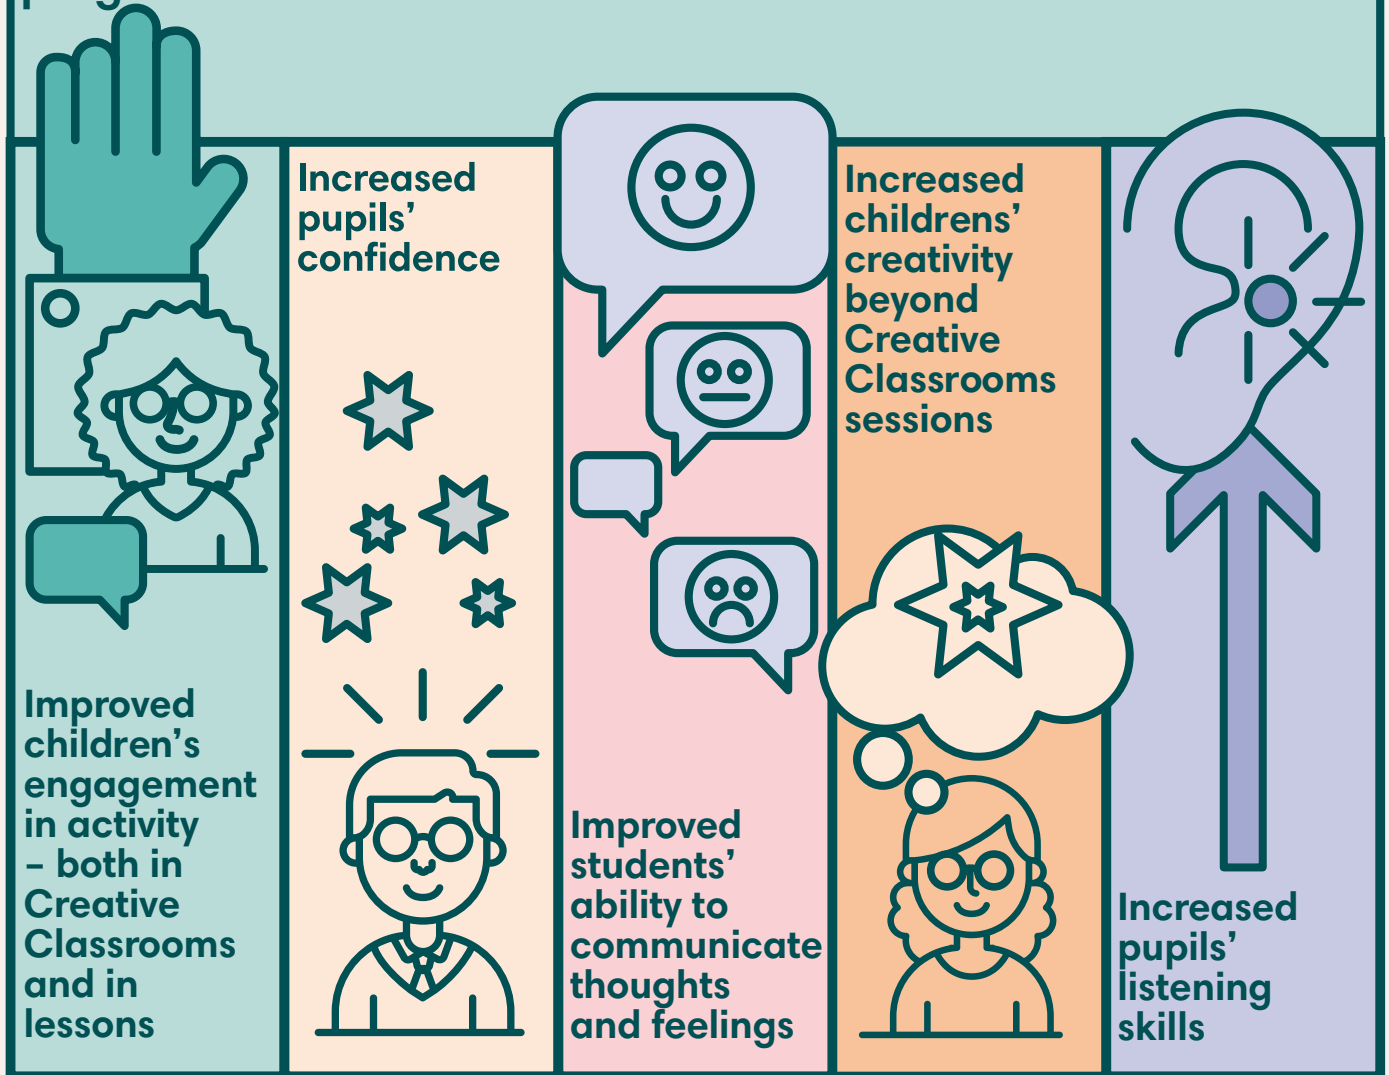 Improved
children's
engagement
in activity
– both in
Creative
Classrooms
and in
lessons
Increased
pupils’
confidence
Improved
students’
ability to
communicate
thoughts
and feelings
Increased
childrens’
creativity
beyond
Creative
Classrooms
sessions
Increased
pupils’
listening
skills